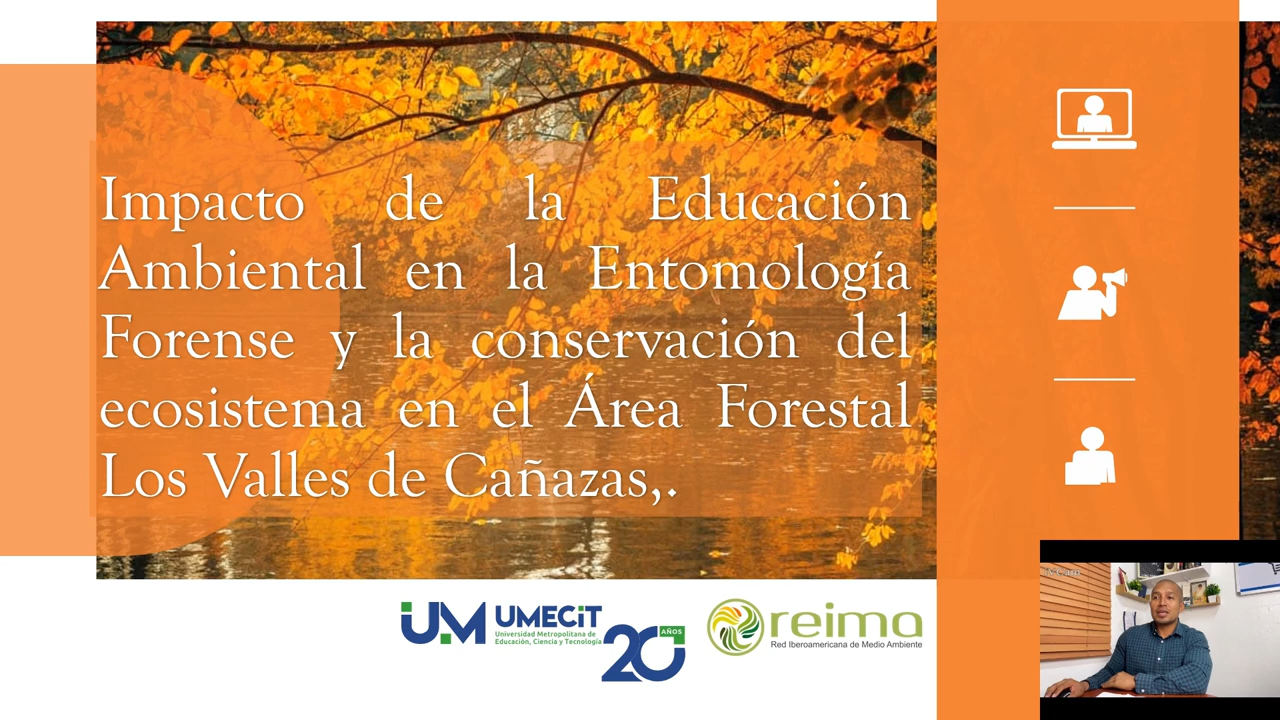 Impacto de la Educación
Ambiental en la Entomología
Forense y la conservación del
ecosistema en el Área Forestal
Los Valles de Cañazas,.
UM UMECIT
Universidad Metropolitana de
Educación, Ciencia y Tecnología
20 AÑOS
reima
Red Iberoamericana de Medio Ambiente